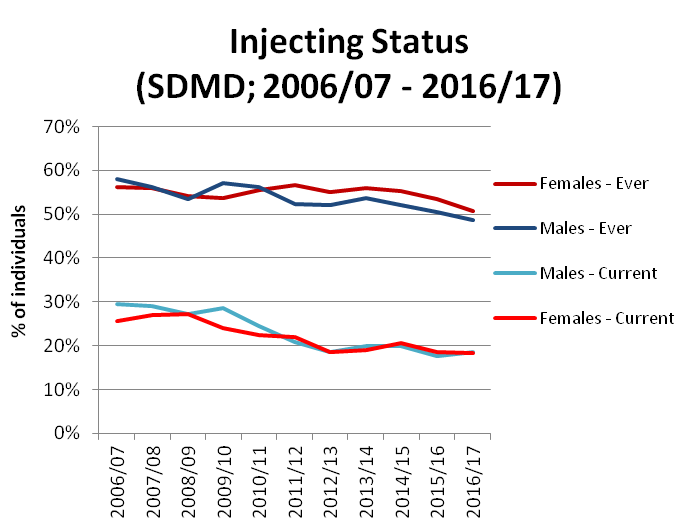 Injecting Status
(SDMD; 2006/07 - 2016/17)
70%
60%
50%
40%
30%
20%
10%
0%
% of individuals
2006/07
2007/08
2008/09
2009/10
2010/11
2011/12
2012/13
2013/14
2014/15
2015/16
2016/17
Females - Ever
Males - Ever
Males - Current
Females - Current